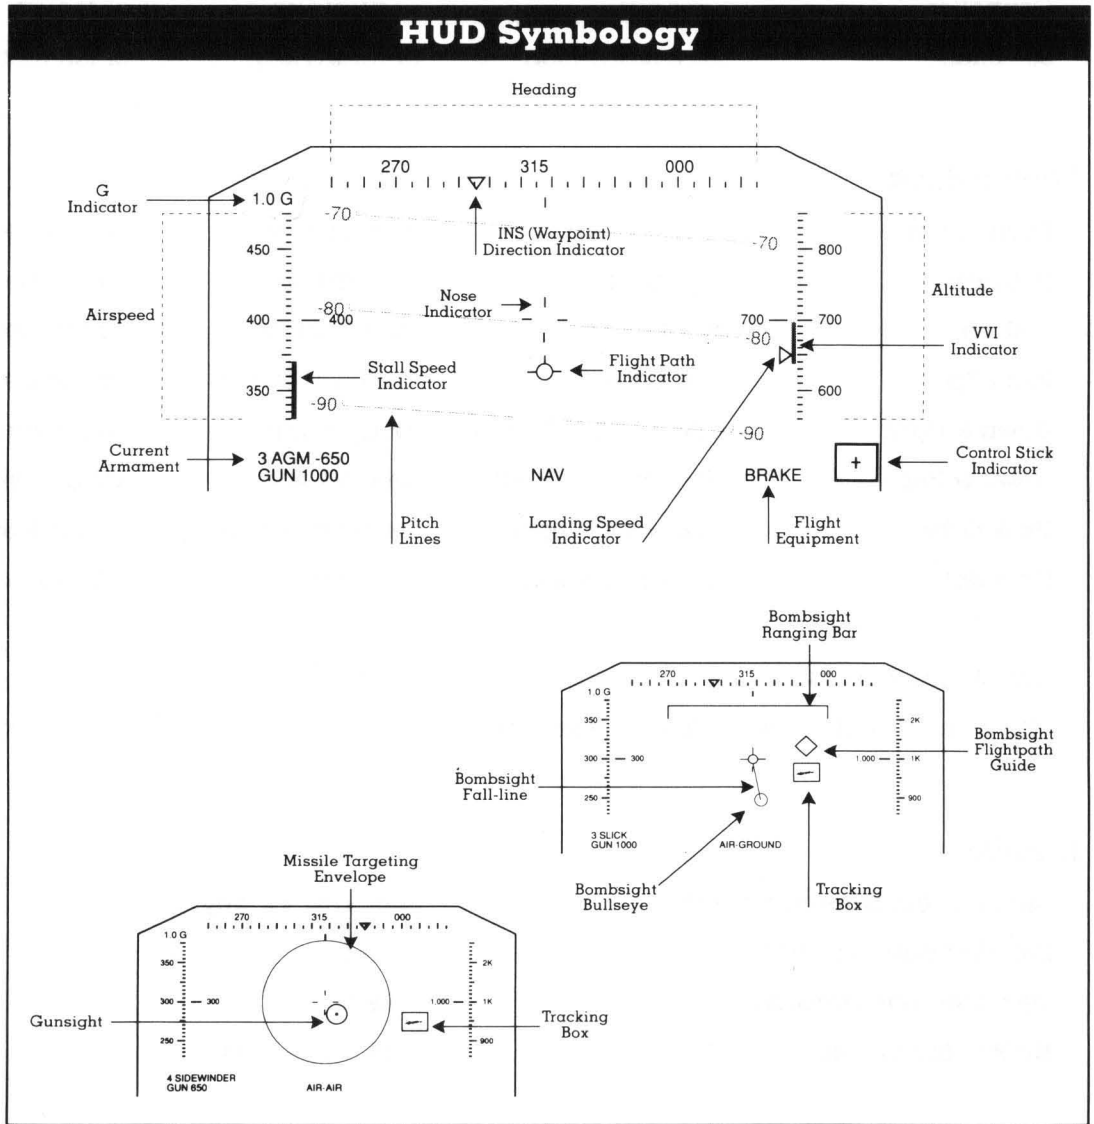 HUD Symbology
Heading
270 315 000
G
Indicator
1.0 G
-70
-70
INS (Waypoint)
Direction Indicator
450
800
Airspeed
Altitude
Nose
Indicator
-80
400 400
700 700
-80
VVI
Indicator
Stall Speed
Indicator
Flight Path
Indicator
350
600
-90
-90
Current
Armament
3 AGM -650
GUN 1000
NAV
BRAKE
Control Stick
Indicator
Pitch
Lines
Landing Speed
Indicator
Flight
Equipment
Bombsight
Ranging Bar
270 315 000
1.0 G
350
2K
Bombsight
Flightpath
Guide
300 300
1.000 1K
Bombsight
Fall-line
250
900
3 SLICK
GUN 1000
AIR-GROUND
Bombsight
Bullseye
Tracking
Box
Missile Targeting
Envelope
270 315 000
1.0 G
350
2K
300 300
1,000 1K
Gunsight
Tracking
Box
250
900
4 SIDEWINDER
GUN 650
AIR-AIR